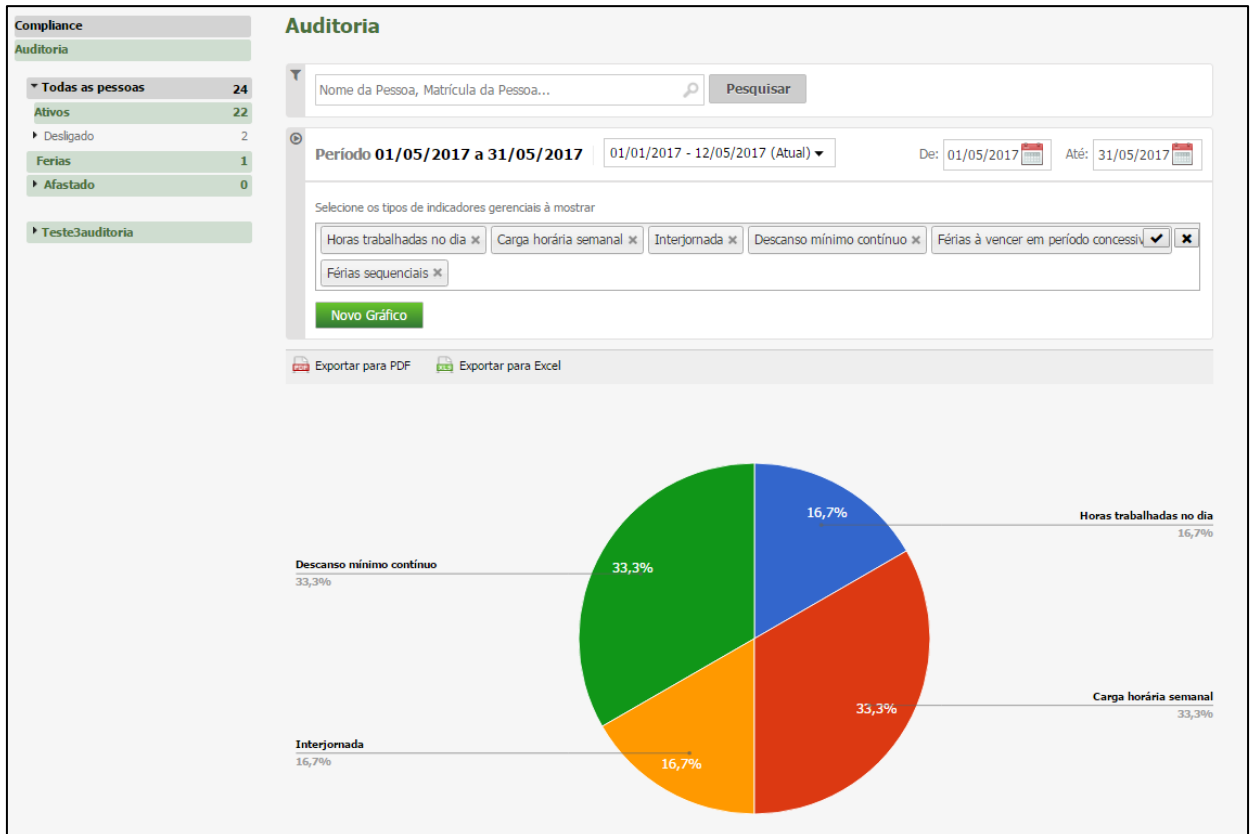 Compliance
Auditoria
Todas as pessoas 24
Ativos 22
Desligado 2
Ferias 1
Afastado 0
Teste3auditoria
Auditoria
Nome da Pessoa, Matrícula da Pessoa...
Pesquisar
Período 01/05/2017 a 31/05/2017
01/01/2017 - 12/05/2017 (Atual)
De: 01/05/2017
Até: 31/05/2017
Selecione os tipos de indicadores gerenciais à mostrar
Horas trabalhadas no dia
Carga horária semanal
Interjornada
Descanso mínimo contínuo
Férias à vencer em período
Férias sequenciais
Novo Gráfico
Exportar para PDF
Exportar para Excel
16,7%
Horas trabalhadas no dia
16,7%
Descanso mínimo contínuo
33,3%
33,3%
Carga horária semanal
33,3%
33,3%
Interjornada
16,7%
16,7%